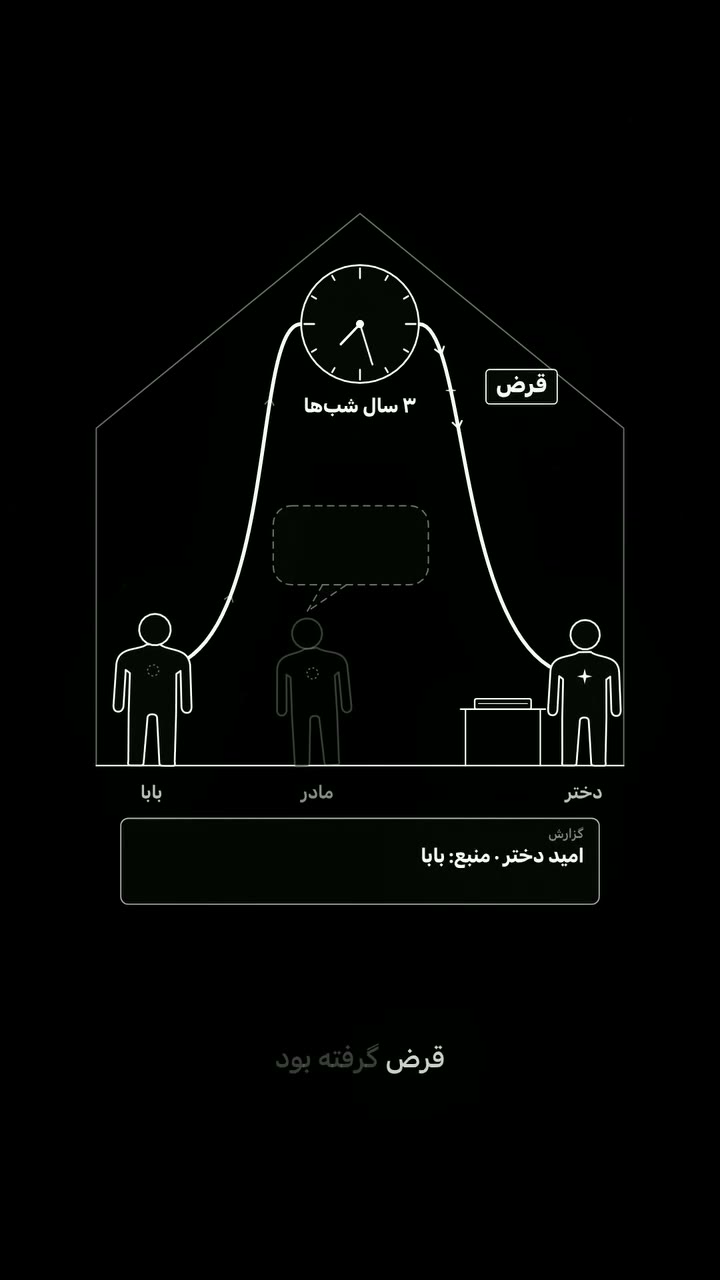 قرض
۳ سال شب‌ها
بابا
مادر
دختر
گزارش
امید دختر · منبع: بابا
قرض گرفته بود